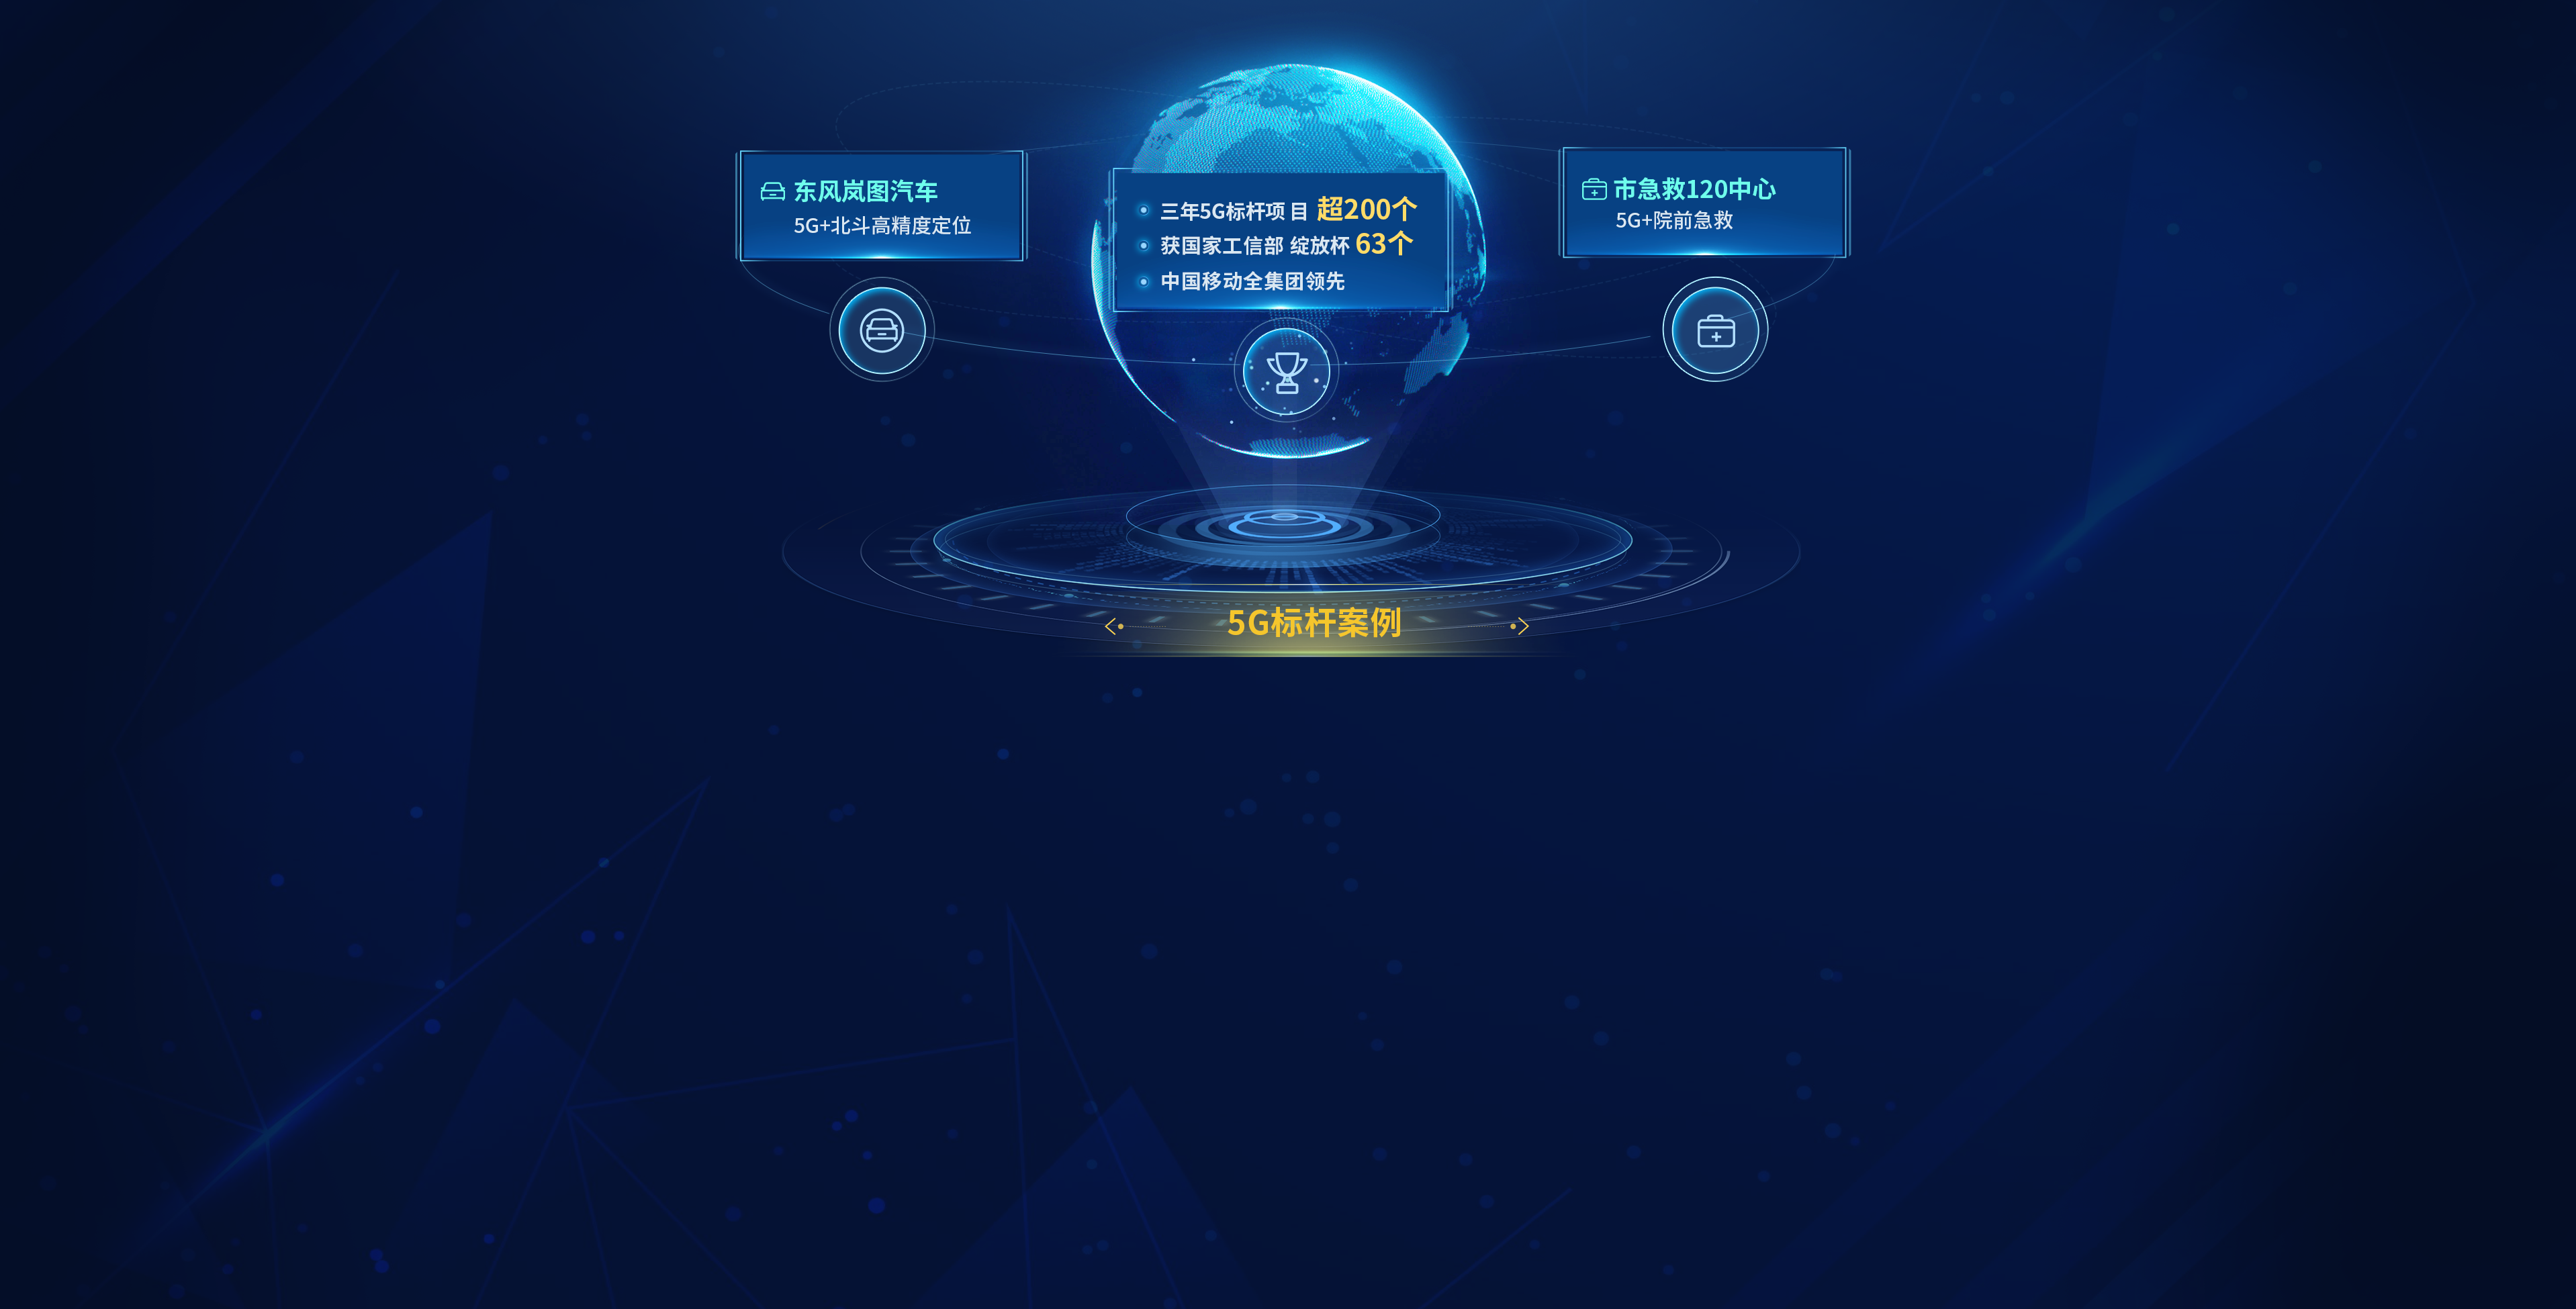 东风岚图汽车
5G+北斗高精度定位
三年5G标杆项 目 超200个
获国家工信部 绽放杯 63个
中国移动全集团领先
市急救120中心
5G+院前急救
5G标杆案例